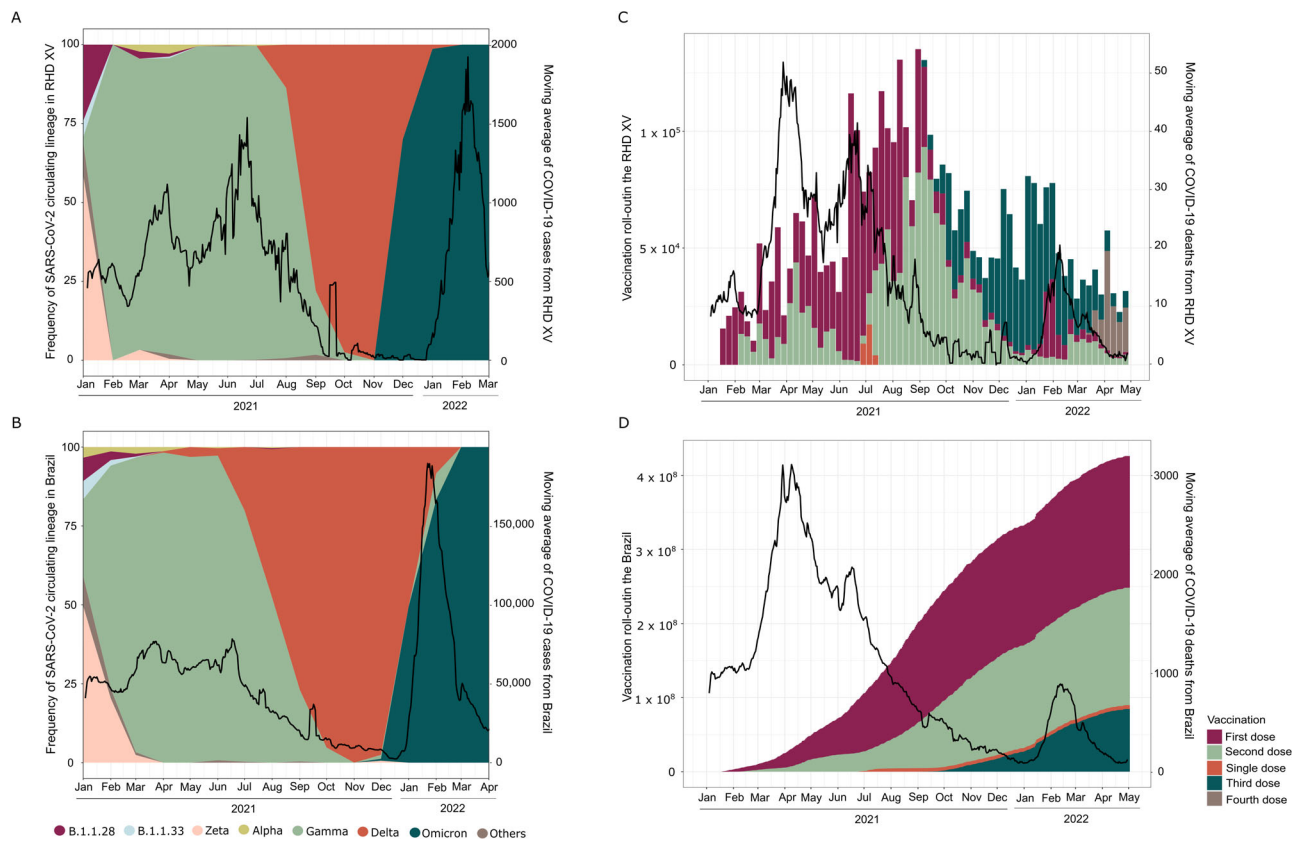 A
Frequency of SARS-CoV-2 circulating lineage in RHD XV
100
75
50
25
0
2000
1500
1000
500
0
Moving average of COVID-19 cases from RHD XV
Jan Feb Mar Apr May Jun Jul Aug Sep Oct Nov Dec Jan Feb Mar
2021 2022
B
Frequency of SARS-CoV-2 circulating lineage in Brazil
100
75
50
25
0
150,000
100,000
50,000
0
Moving average of COVID-19 cases from Brazil
Jan Feb Mar Apr May Jun Jul Aug Sep Oct Nov Dec Jan Feb Mar Apr
2021 2022
B.1.1.28 B.1.1.33 Zeta Alpha Gamma Delta Omicron Others
C
Vaccination roll-out in the RHD XV
1 × 10⁵
5 × 10⁴
0
50
40
30
20
10
0
Moving average of COVID-19 deaths from RHD XV
Jan Feb Mar Apr May Jun Jul Aug Sep Oct Nov Dec Jan Feb Mar Apr May
2021 2022
D
Vaccination roll-outin the Brazil
4 × 10⁸
3 × 10⁸
2 × 10⁸
1 × 10⁸
0
3000
2000
1000
0
Moving average of COVID-19 deaths from Brazil
Jan Feb Mar Apr May Jun Jul Aug Sep Oct Nov Dec Jan Feb Mar Apr May
2021 2022
Vaccination
First dose
Second dose
Single dose
Third dose
Fourth dose